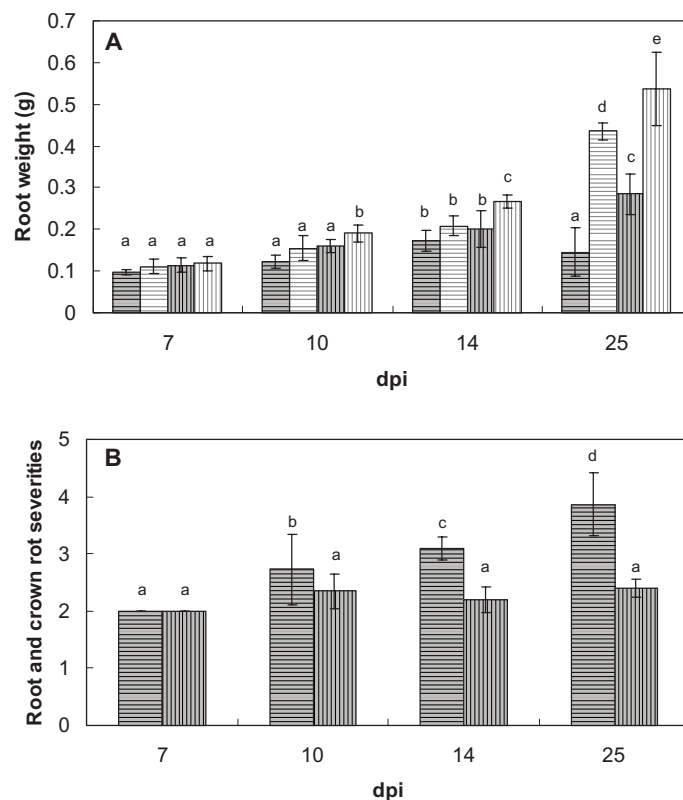 A
Root weight (g)
0.7
0.6
0.5
0.4
0.3
0.2
0.1
0
a a a a
a a a b
b b b c
a d c e
7 10 14 25
dpi
B
Root and crown rot severities
5
4
3
2
1
0
a a
b a
c a
d a
7 10 14 25
dpi